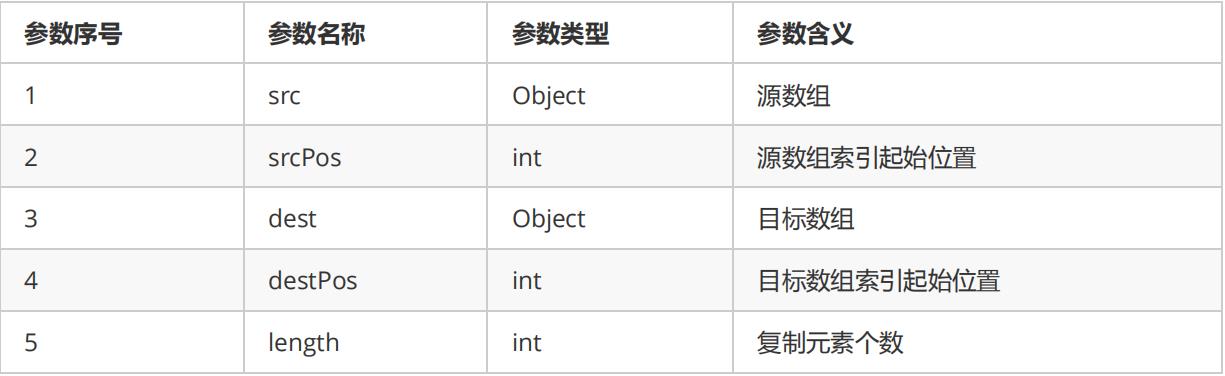 参数序号 参数名称 参数类型 参数含义
1 src Object 源数组
2 srcPos int 源数组索引起始位置
3 dest Object 目标数组
4 destPos int 目标数组索引起始位置
5 length int 复制元素个数